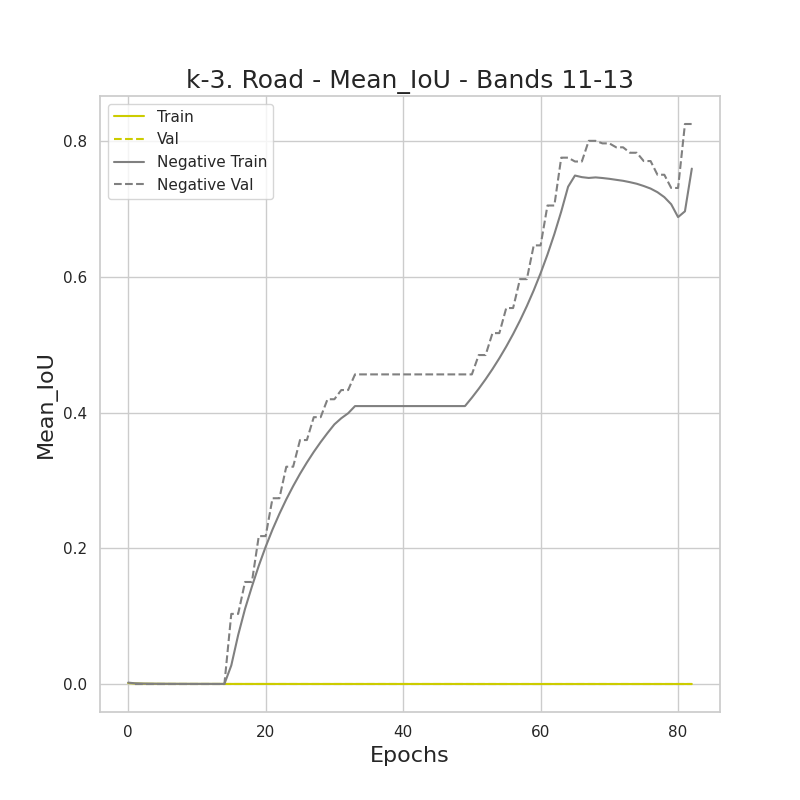 k-3. Road - Mean_IoU - Bands 11-13
Train
Val
Negative Train
Negative Val
0.8
0.6
0.4
0.2
0.0
Mean_IoU
0 20 40 60 80
Epochs